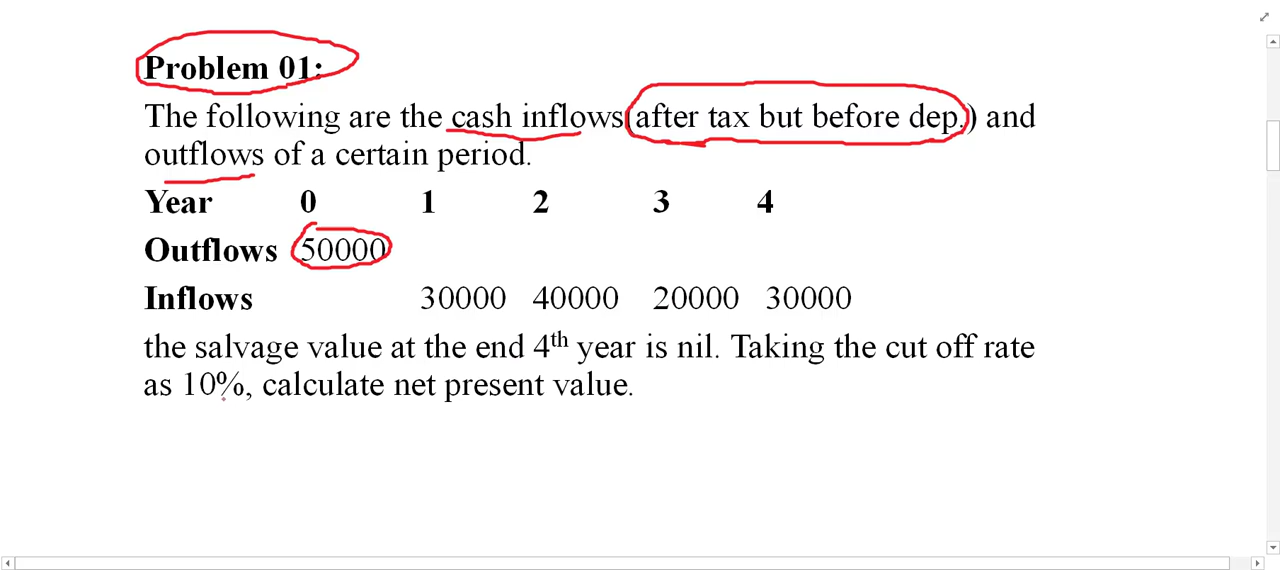 Problem 01:
The following are the cash inflows(after tax but before dep.) and
outflows of a certain period.
Year 0 1 2 3 4
Outflows 50000
Inflows 30000 40000 20000 30000
the salvage value at the end 4th year is nil. Taking the cut off rate
as 10%, calculate net present value.